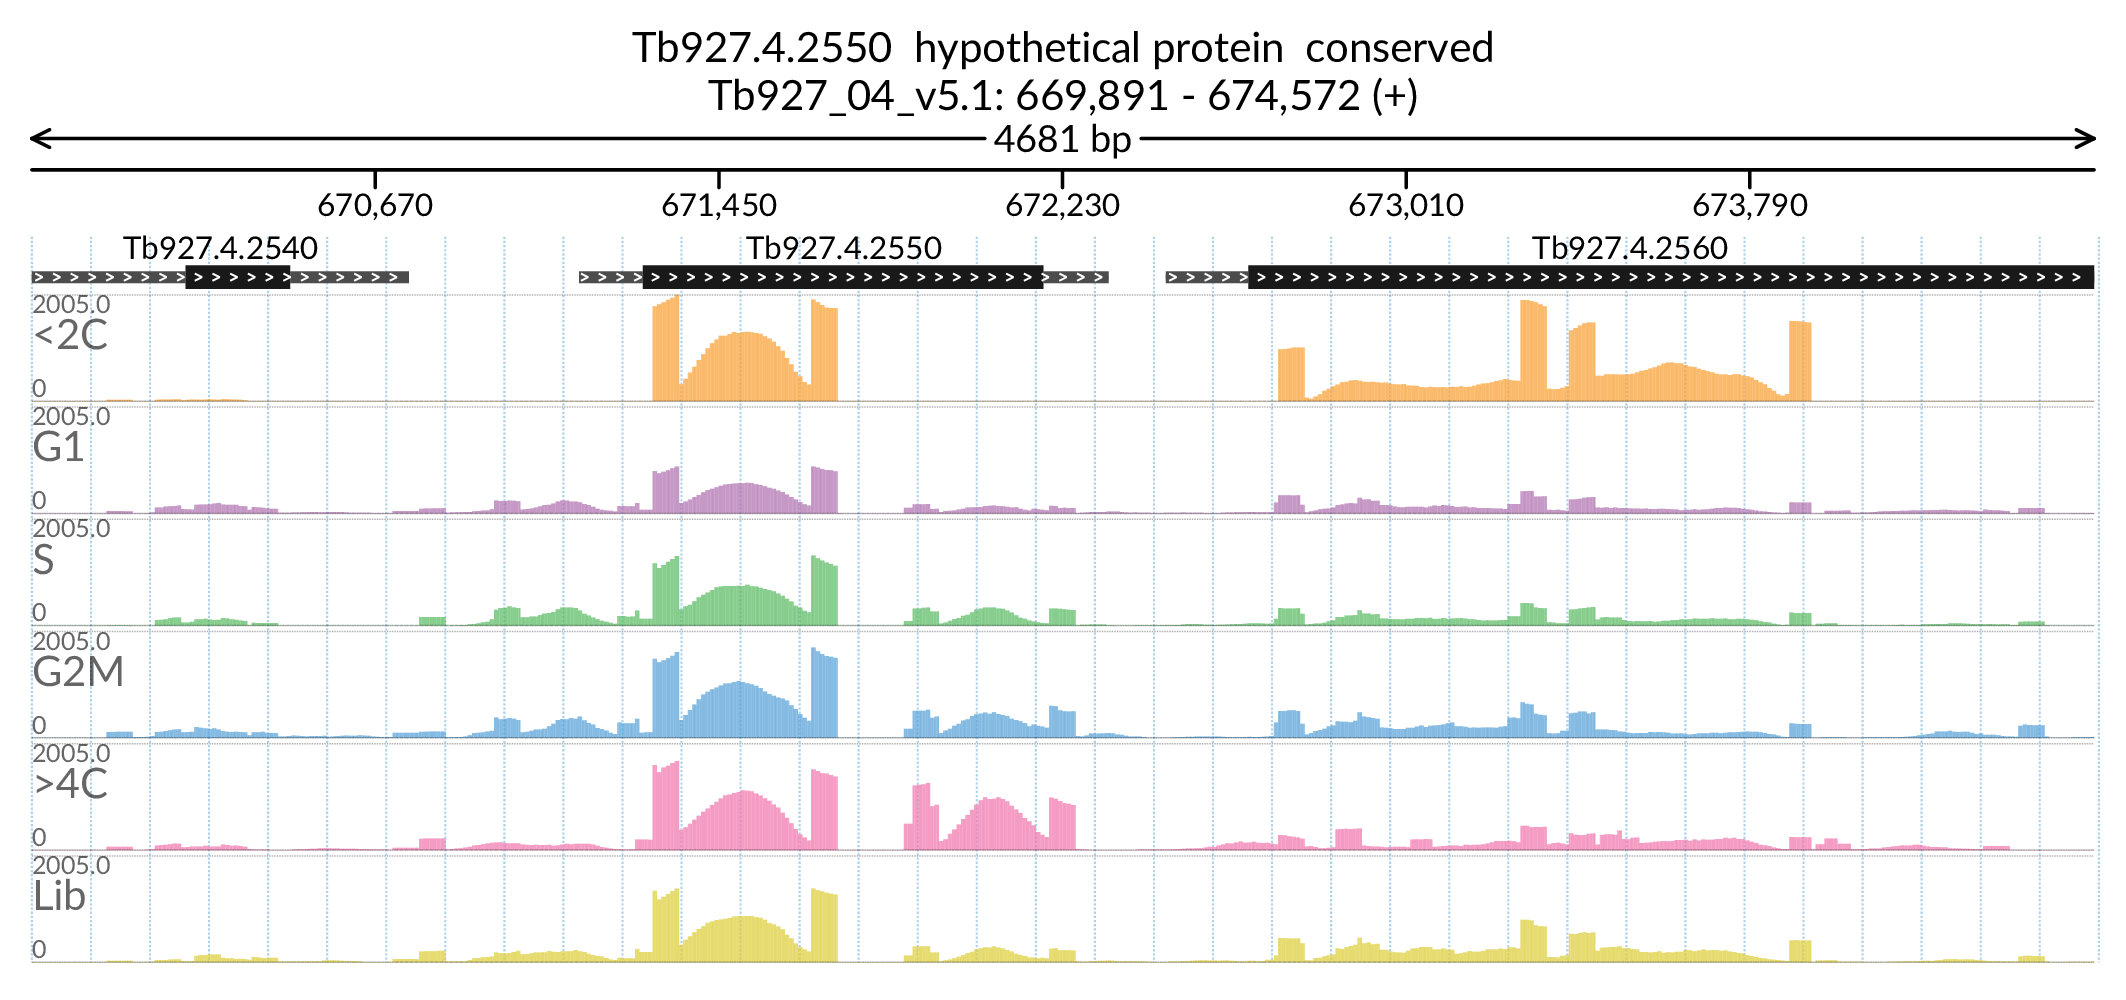 Tb927.4.2550  hypothetical protein  conserved
Tb927_04_v5.1: 669,891 - 674,572 (+)
4681 bp
670,670 671,450 672,230 673,010 673,790
Tb927.4.2540 Tb927.4.2550 Tb927.4.2560
2005.0
<2C
0
2005.0
G1
0
2005.0
S
0
2005.0
G2M
0
2005.0
>4C
0
2005.0
Lib
0